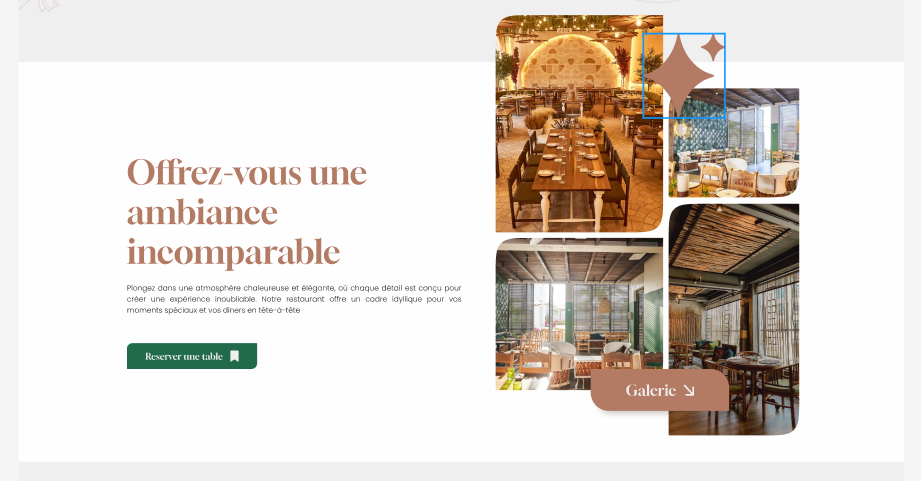 Offrez-vous une
ambiance
incomparable
Plongez dans une atmosphère chaleureuse et élégante, où chaque détail est conçu pour
créer une expérience inoubliable. Notre restaurant offre un cadre idyllique pour vos
moments spéciaux et vos dîners en tête-à-tête
Reserver une table
Galerie